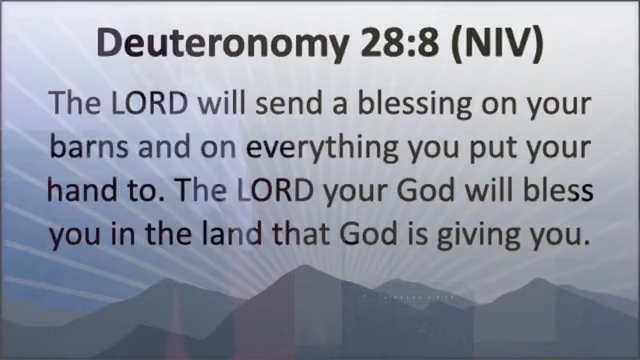 Deuteronomy 28:8 (NIV)
The LORD will send a blessing on your
barns and on everything you put your
hand to. The LORD your God will bless
you in the land that God is giving you.